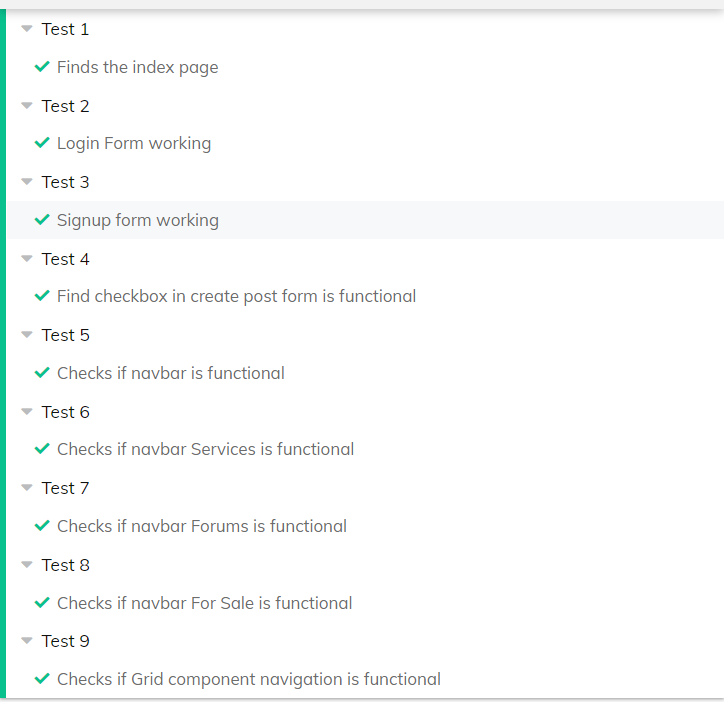 Test 1
Finds the index page
Test 2
Login Form working
Test 3
Signup form working
Test 4
Find checkbox in create post form is functional
Test 5
Checks if navbar is functional
Test 6
Checks if navbar Services is functional
Test 7
Checks if navbar Forums is functional
Test 8
Checks if navbar For Sale is functional
Test 9
Checks if Grid component navigation is functional